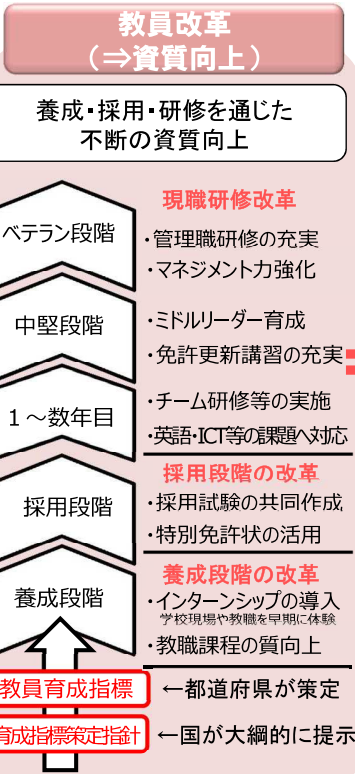 教員改革
(⇒資質向上)
養成・採用・研修を通じた
不断の資質向上
現職研修改革
ベテラン段階
・管理職研修の充実
・マネジメント力強化
中堅段階
・ミドルリーダー育成
・免許更新講習の充実
1～数年目
・チーム研修等の実施
・英語・ICT等の課題へ対応
採用段階の改革
採用段階
・採用試験の共同作成
・特別免許状の活用
養成段階の改革
養成段階
・インターンシップの導入
学校現場や教職を早期に体験
・教職課程の質向上
教員育成指標 ←都道府県が策定
育成指標策定指針 ←国が大綱的に提示